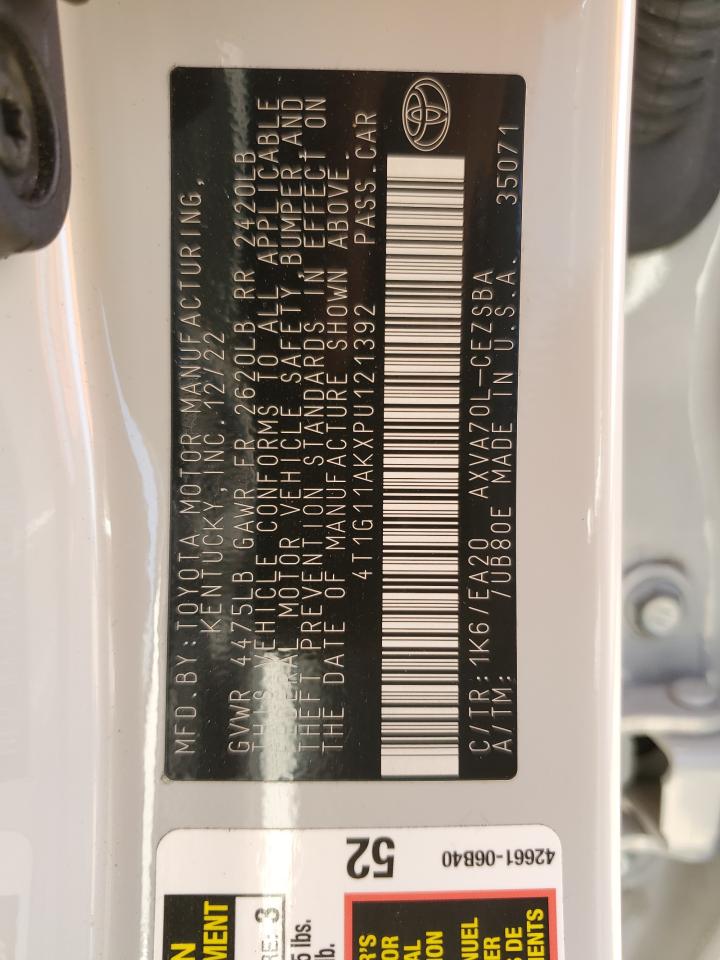 MFD.BY:TOYOTA MOTOR MANUFACTURING,
KENTUCKY, INC. 12/22
GVWR 4475LB GAWR FR 2620LB RR 2420LB
THIS VEHICLE CONFORMS TO ALL APPLICABLE
FEDERAL MOTOR VEHICLE SAFETY,BUMPER,AND
THEFT PREVENTION STANDARDS IN EFFECT ON
THE DATE OF MANUFACTURE SHOWN ABOVE.
4T1G11AKXPU121392 PASS.CAR
C/TR:1K6/EA20 AXVA70L-CEZSBA
A/TM: /UB80E MADE IN U.S.A. 35071
52
42661-06B40